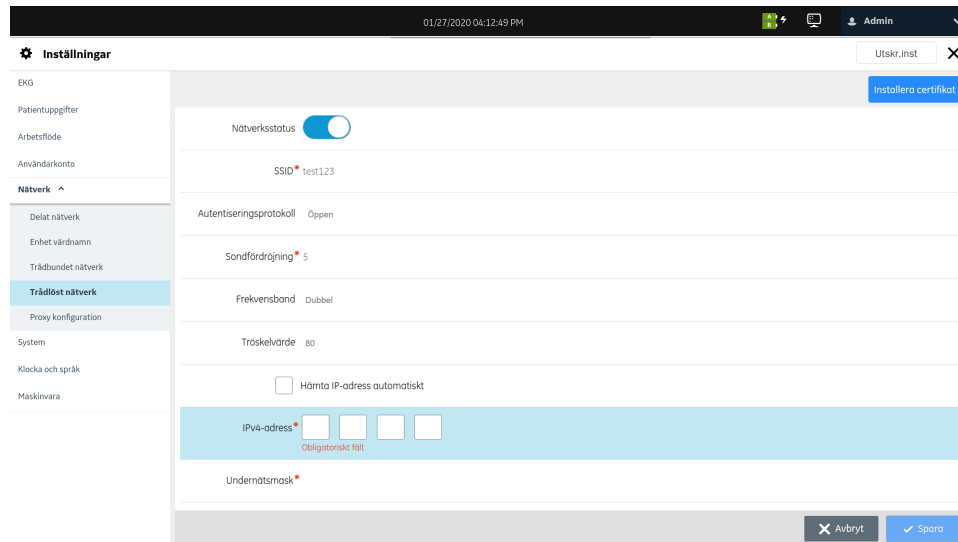 01/27/2020 04:12:49 PM
A
B
Admin
Inställningar
Utskr.inst
EKG
Patientuppgifter
Arbetsflöde
Användarkonto
Nätverk
Delat nätverk
Enhet värdnamn
Trådbundet nätverk
Trådlöst nätverk
Proxy konfiguration
System
Klocka och språk
Maskinvara
Installera certifikat
Nätverksstatus
SSID* test123
Autentiseringsprotokoll Öppen
Sondfördröjning* 5
Frekvensband Dubbel
Tröskelvärde 80
Hämta IP-adress automatiskt
IPv4-adress*
Obligatoriskt fält
Undernätsmask*
Avbryt
Spara